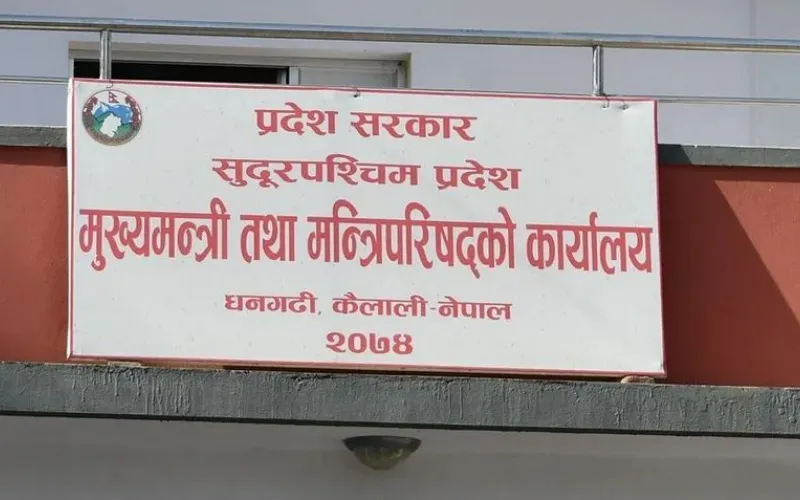 प्रदेश सरकार
सुदूरपश्चिम प्रदेश
मुख्यमन्त्री तथा मन्त्रिपरिषद्को कार्यालय
धनगढी, कैलाली-नेपाल
२०७४